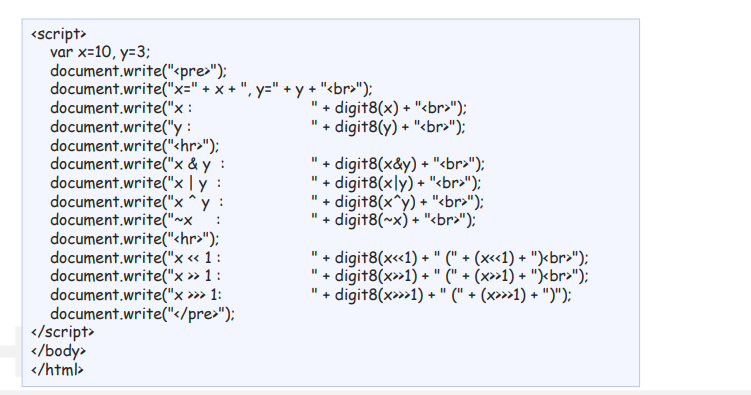 <script>
var x=10, y=3;
document.write("<pre>");
document.write("x=" + x + ", y=" + y + "<br>");
document.write("x :                " + digit8(x) + "<br>");
document.write("y :                " + digit8(y) + "<br>");
document.write("<hr>");
document.write("x & y  :           " + digit8(x&y) + "<br>");
document.write("x | y  :           " + digit8(x|y) + "<br>");
document.write("x ^ y  :           " + digit8(x^y) + "<br>");
document.write("~x     :           " + digit8(~x) + "<br>");
document.write("<hr>");
document.write("x << 1 :           " + digit8(x<<1) + " (" + (x<<1) + ")<br>");
document.write("x >> 1 :           " + digit8(x>>1) + " (" + (x>>1) + ")<br>");
document.write("x >>> 1:           " + digit8(x>>>1) + " (" + (x>>>1) + ")");
document.write("</pre>");
</script>
</body>
</html>